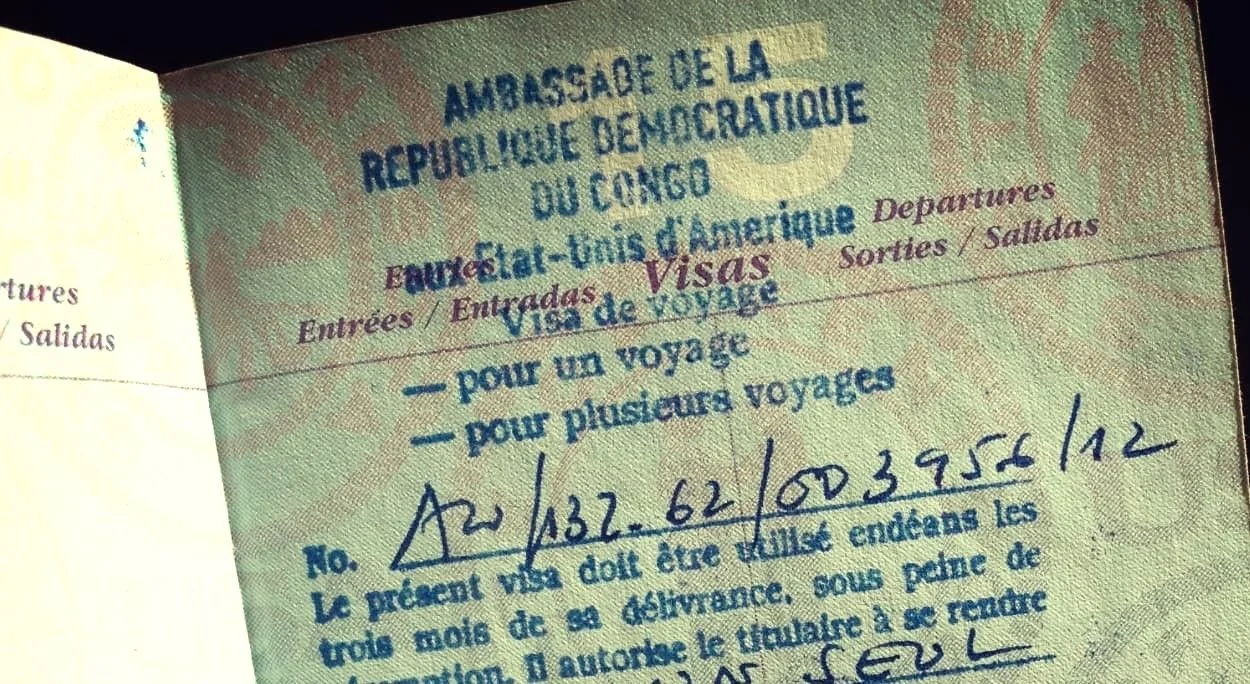 15
AMBASSADE DE LA
REPUBLIQUE DEMOCRATIQUE
DU CONGO
aux Etat-Unis d'Amerique
Departures
Visas
Entrées / Entradas
Sorties / Salidas
Visa de voyage
— pour un voyage
— pour plusieurs voyages
No. /132.62/003956/12
Le présent visa doit être utilisé endéans les
trois mois de sa délivrance, sous peine de
Il autorise le titulaire à se rendre
UN SEUL
rtures
/ Salidas